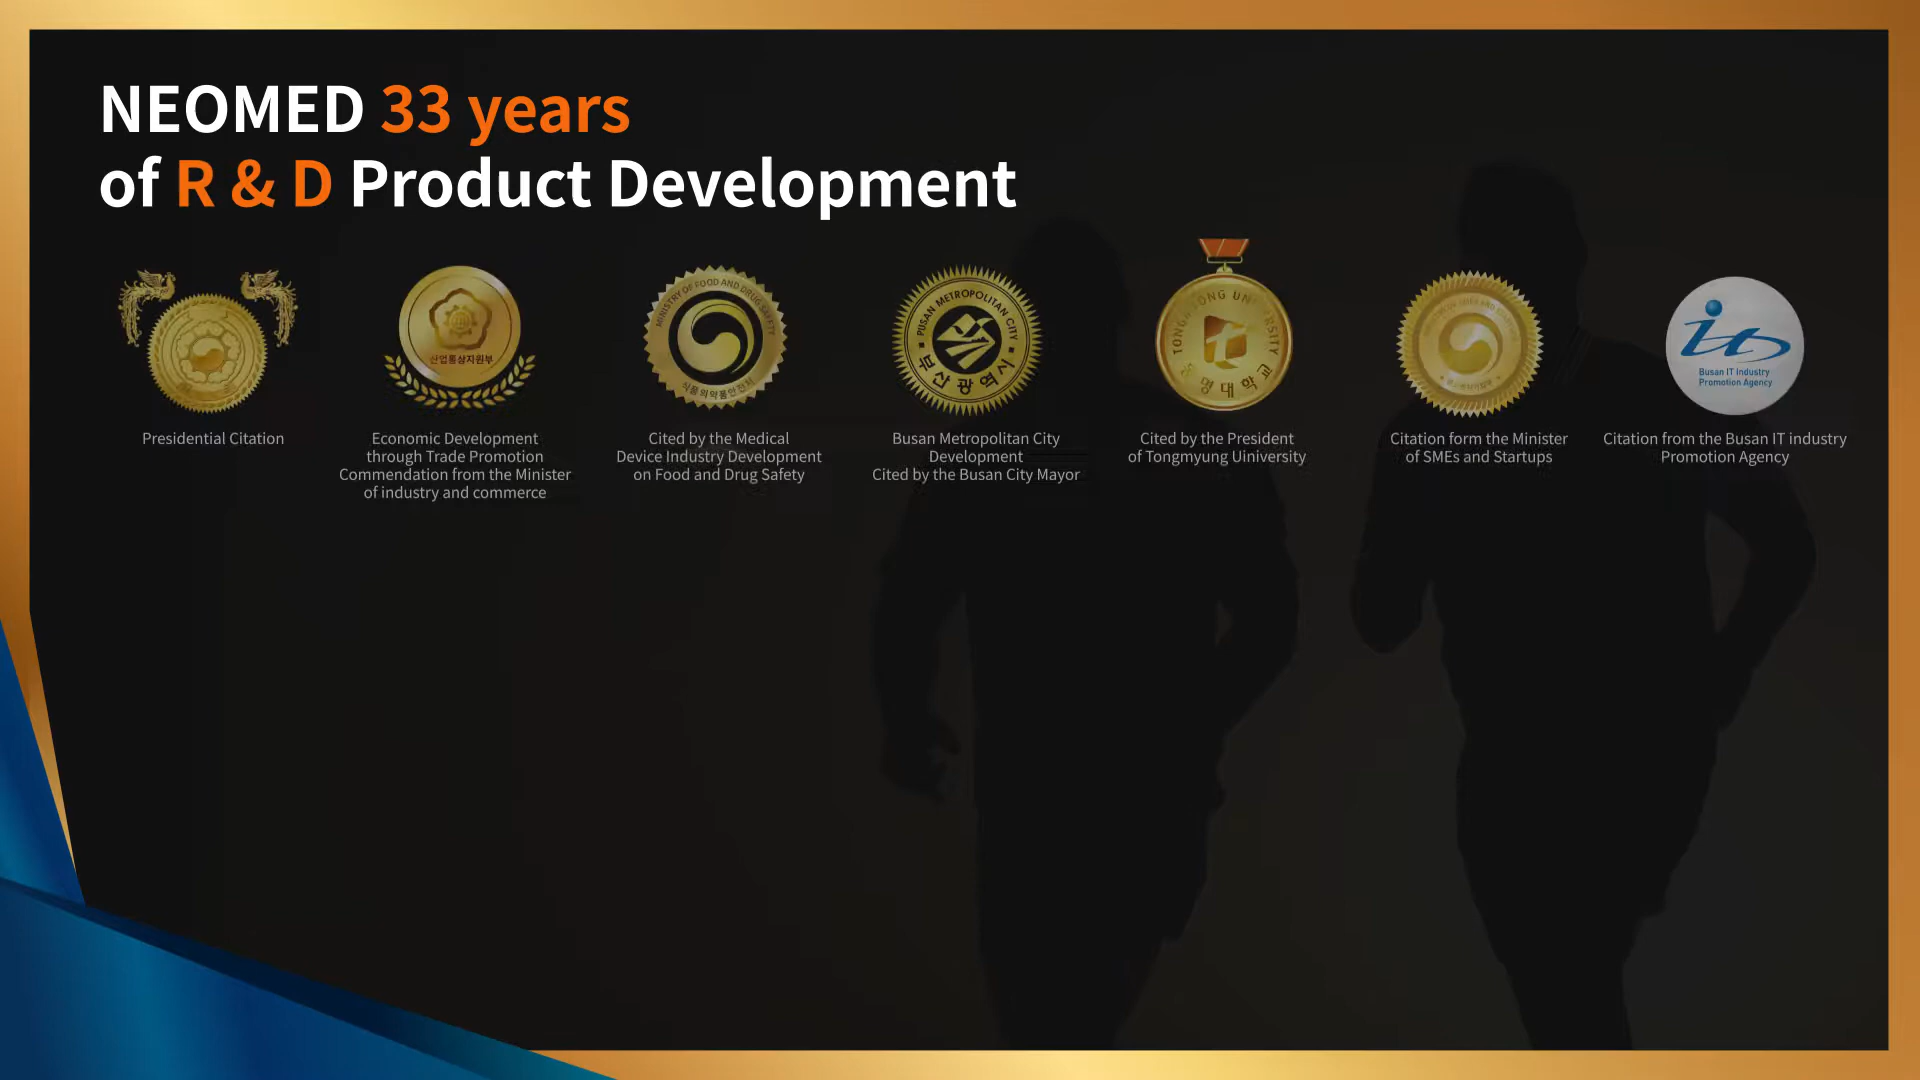 NEOMED 33 years
of R & D Product Development
산업통상지원부
MINISTRY OF FOOD AND DRUG SAFETY
식품의약품안전처
PUSAN METROPOLITAN CITY
부산광역시
동명대학교
Busan IT Industry
Promotion Agency
Presidential Citation
Economic Development
through Trade Promotion
Commendation from the Minister
of industry and commerce
Cited by the Medical
Device Industry Development
on Food and Drug Safety
Busan Metropolitan City
Development
Cited by the Busan City Mayor
Cited by the President
of Tongmyung Uiniversity
Citation form the Minister
of SMEs and Startups
Citation from the Busan IT industry
Promotion Agency